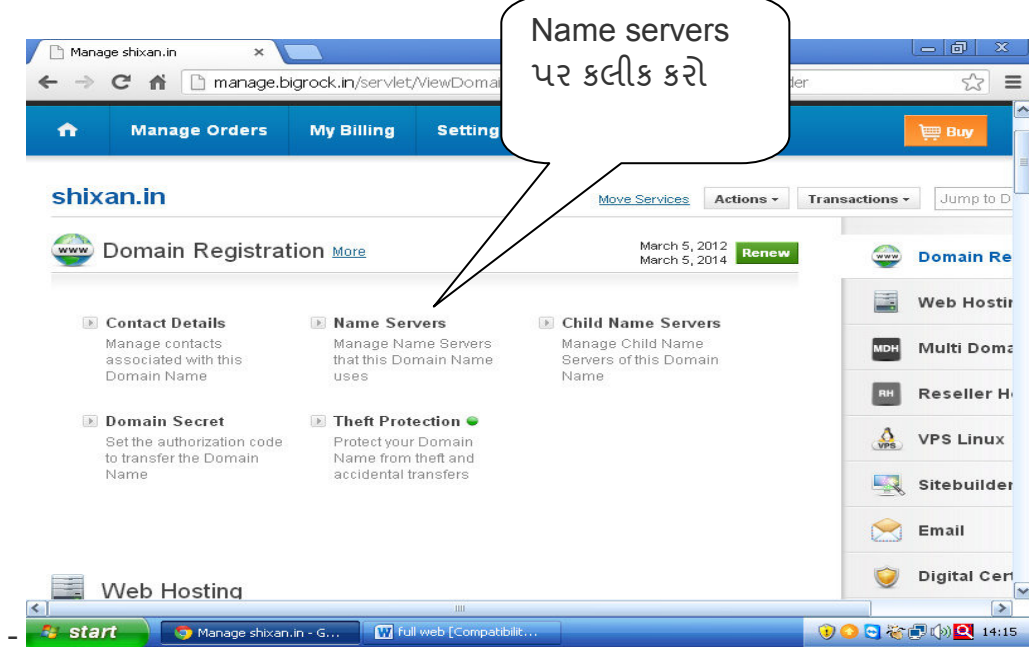 Name servers
પર કલીક કરો
Manage shixan.in
manage.bigrock.in/servlet/ViewDomai
der
Manage Orders My Billing Setting Buy
shixan.in Move Services Actions Transactions Jump to D
Domain Registration More March 5, 2012
March 5, 2014 Renew
Contact Details
Manage contacts
associated with this
Domain Name
Name Servers
Manage Name Servers
that this Domain Name
uses
Child Name Servers
Manage Child Name
Servers of this Domain
Name
Domain Secret
Set the authorization code
to transfer the Domain
Name
Theft Protection
Protect your Domain
Name from theft and
accidental transfers
Web Hosting
www Domain Re
Web Hostin
MDH Multi Doma
RH Reseller H
VPS VPS Linux
Sitebuilder
Email
Digital Cert
- start Manage shixan.in - G... full web [Compatibilit... 14:15